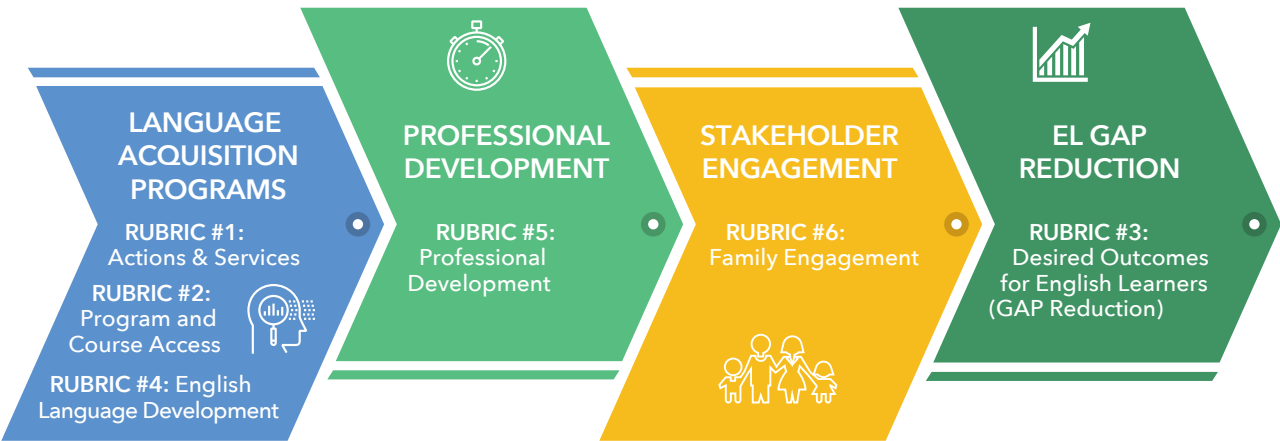 LANGUAGE
ACQUISITION
PROGRAMS
RUBRIC #1:
Actions & Services
RUBRIC #2:
Program and
Course Access
RUBRIC #4: English
Language Development
PROFESSIONAL
DEVELOPMENT
RUBRIC #5:
Professional
Development
STAKEHOLDER
ENGAGEMENT
RUBRIC #6:
Family Engagement
EL GAP
REDUCTION
RUBRIC #3:
Desired Outcomes
for English Learners
(GAP Reduction)